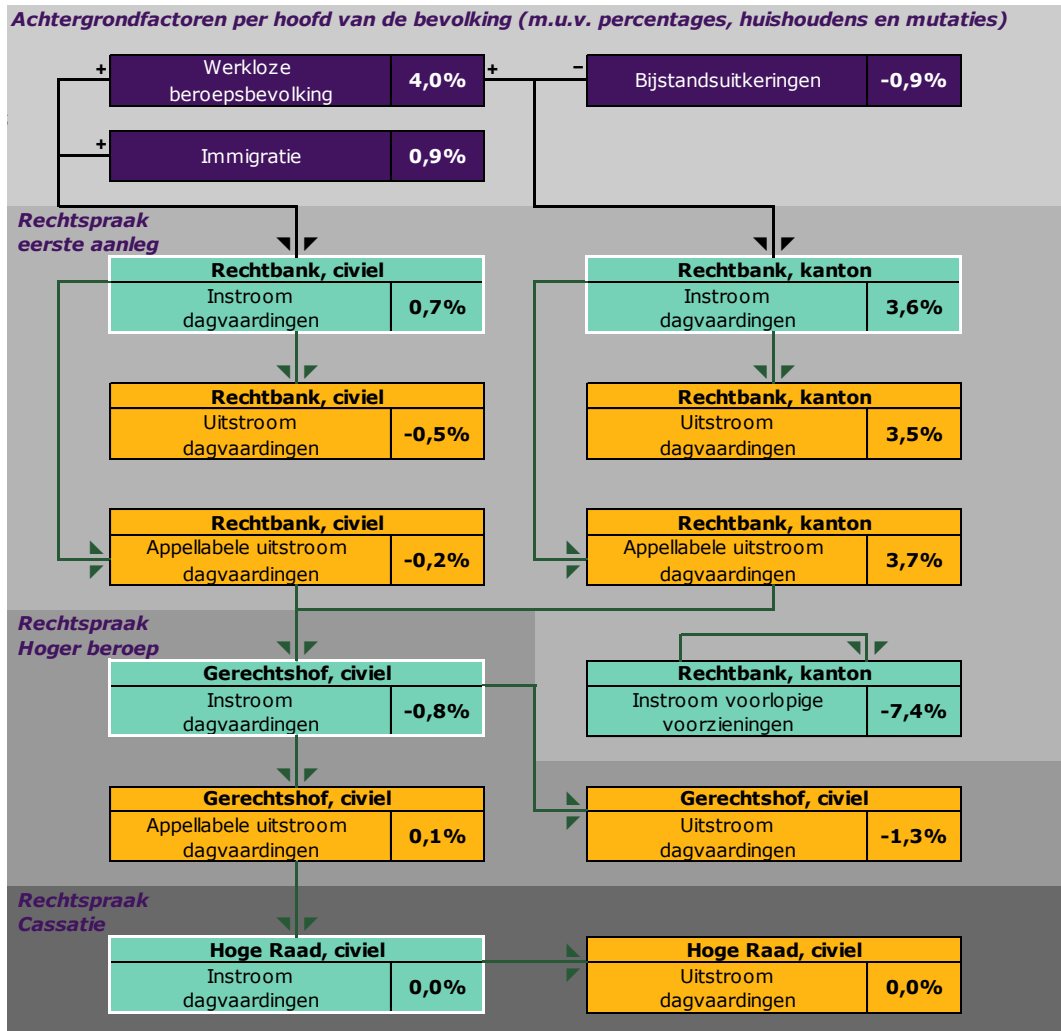 Achtergrondfactoren per hoofd van de bevolking (m.u.v. percentages, huishoudens en mutaties)
+ Werkloze
beroepsbevolking
4,0% +
− Bijstandsuitkeringen -0,9%
+ Immigratie 0,9%
Rechtspraak
eerste aanleg
Rechtbank, civiel
Instroom
dagvaardingen
0,7%
Rechtbank, kanton
Instroom
dagvaardingen
3,6%
Rechtbank, civiel
Uitstroom
dagvaardingen
-0,5%
Rechtbank, kanton
Uitstroom
dagvaardingen
3,5%
Rechtbank, civiel
Appellabele uitstroom
dagvaardingen
-0,2%
Rechtbank, kanton
Appellabele uitstroom
dagvaardingen
3,7%
Rechtspraak
Hoger beroep
Gerechtshof, civiel
Instroom
dagvaardingen
-0,8%
Rechtbank, kanton
Instroom voorlopige
voorzieningen
-7,4%
Gerechtshof, civiel
Appellabele uitstroom
dagvaardingen
0,1%
Gerechtshof, civiel
Uitstroom
dagvaardingen
-1,3%
Rechtspraak
Cassatie
Hoge Raad, civiel
Instroom
dagvaardingen
0,0%
Hoge Raad, civiel
Uitstroom
dagvaardingen
0,0%